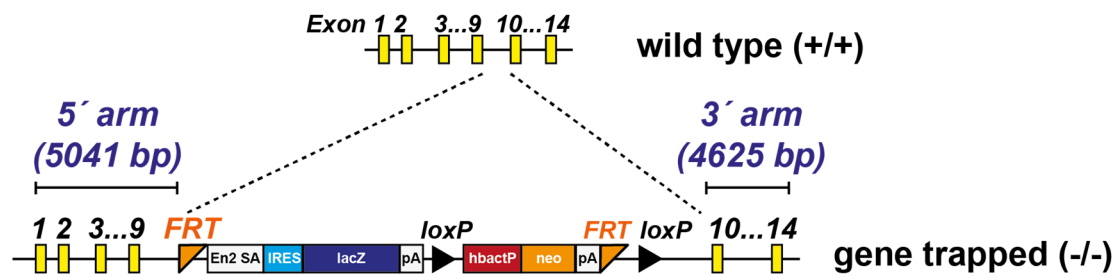 Exon 1 2 3...9 10...14
wild type (+/+)
5´ arm
(5041 bp)
3´ arm
(4625 bp)
1 2 3...9 FRT loxP FRT loxP 10...14
En2 SA IRES lacZ pA hbactP neo pA
gene trapped (-/-)